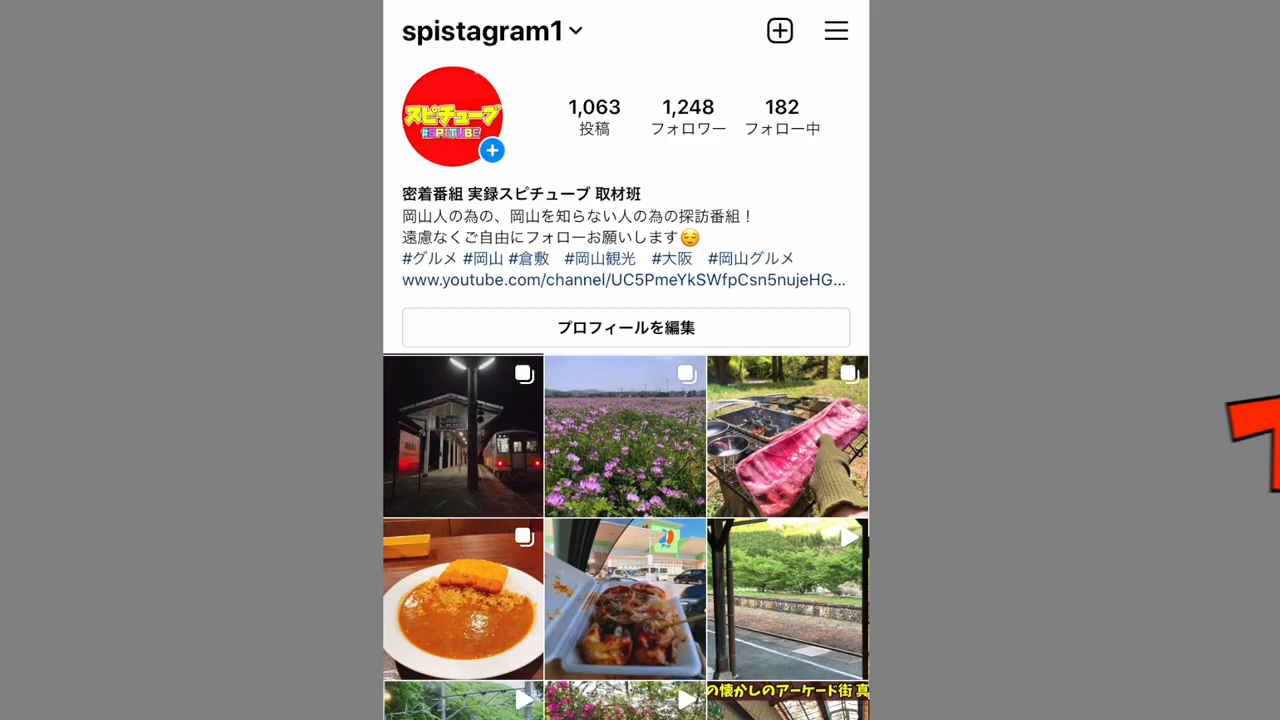 spistagram1
スピチューブ
#SPITUBE
1,063
投稿
1,248
フォロワー
182
フォロー中
密着番組 実録スピチューブ 取材班
岡山人の為の、岡山を知らない人の為の探訪番組！
遠慮なくご自由にフォローお願いします😌
#グルメ #岡山 #倉敷　#岡山観光　#大阪　#岡山グルメ
www.youtube.com/channel/UC5PmeYkSWfpCsn5nujeHG...
プロフィールを編集
の懐かしのアーケード街 真